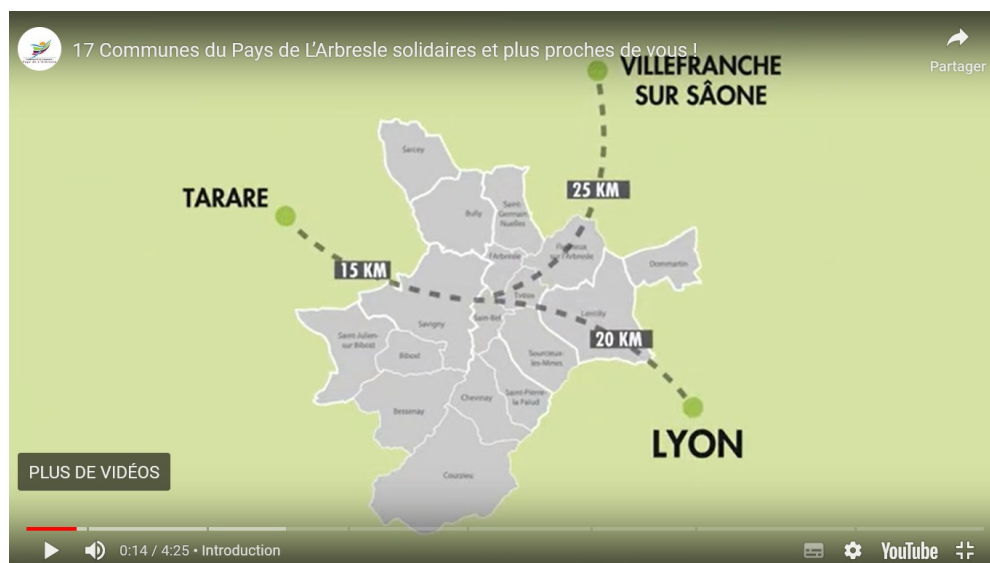 17 Communes du Pays de L'Arbresle solidaires et plus proches de vous !
Partager
VILLEFRANCHE
SUR SÂONE
Sarcey
25 KM
TARARE
Bully
Saint-
Germain
Nuelles
Fleurieux
sur l'Arbresle
l'Arbresle
Dommartin
15 KM
Savigny
Sain-Bel
Lentilly
20 KM
Saint-Julien-
sur Bibost
Bibost
Sourcieux-
les-Mines
Chevinay
Saint-Pierre-
la Palud
Bessenay
LYON
Courzieu
PLUS DE VIDÉOS
0:14 / 4:25 • Introduction
YouTube